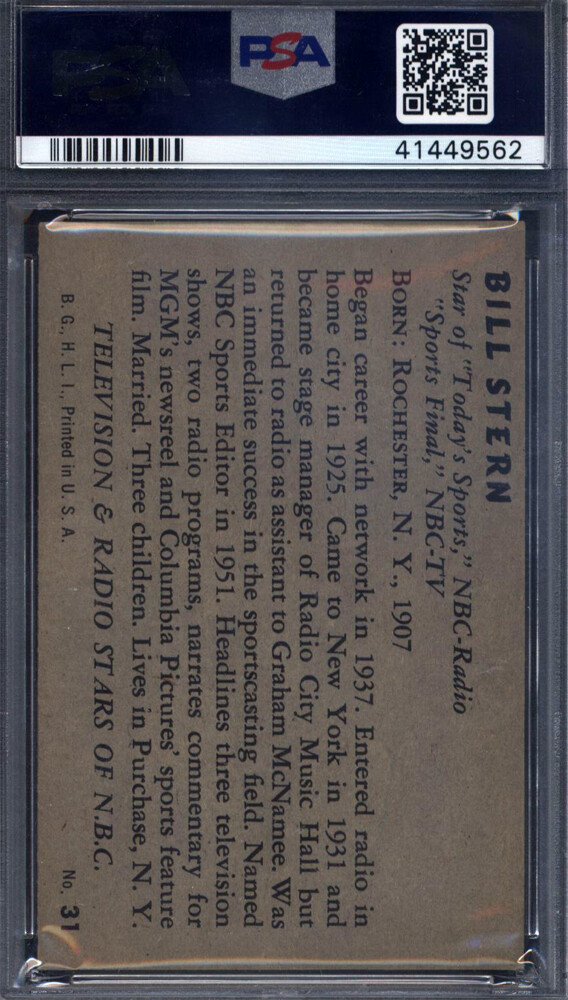 PSA
41449562
BILL STERN
Star of "Today's Sports," NBC-Radio
"Sports Final," NBC-TV
BORN: ROCHESTER, N. Y., 1907
Began career with network in 1937. Entered radio in
home city in 1925. Came to New York in 1931 and
became stage manager of Radio City Music Hall but
returned to radio as assistant to Graham McNamee. Was
an immediate success in the sportscasting field. Named
NBC Sports Editor in 1951. Headlines three television
shows, two radio programs, narrates commentary for
MGM's newsreel and Columbia Pictures' sports feature
film. Married. Three children. Lives in Purchase, N. Y.
TELEVISION & RADIO STARS OF N.B.C.
B. G., H. L. I., Printed in U. S. A.
No. 31